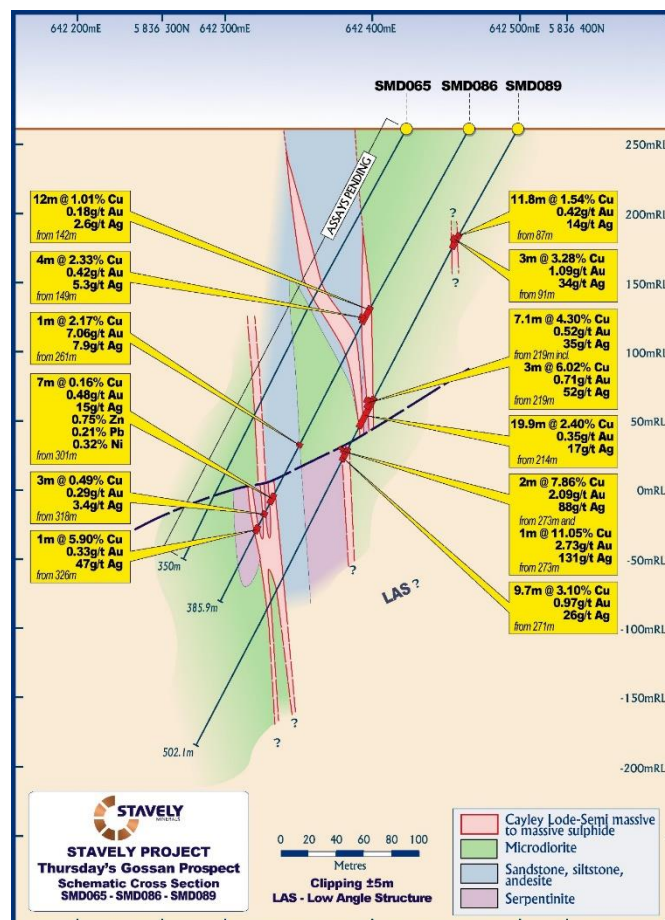 642 200mE 5 836 300N 642 300mE 642 400mE 642 500mE 5 836 400N
SMD065 SMD086 SMD089
250mRL
ASSAYS PENDING
12m @ 1.01% Cu
0.18g/t Au
2.6g/t Ag
from 142m
4m @ 2.33% Cu
0.42g/t Au
5.3g/t Ag
from 149m
1m @ 2.17% Cu
7.06g/t Au
7.9g/t Ag
from 261m
7m @ 0.16% Cu
0.48g/t Au
15g/t Ag
0.75% Zn
0.21% Pb
0.32% Ni
from 301m
3m @ 0.49% Cu
0.29g/t Au
3.4g/t Ag
from 318m
1m @ 5.90% Cu
0.33g/t Au
47g/t Ag
from 326m
?
?
11.8m @ 1.54% Cu
0.42g/t Au
14g/t Ag
from 87m
3m @ 3.28% Cu
1.09g/t Au
34g/t Ag
from 91m
7.1m @ 4.30% Cu
0.52g/t Au
35g/t Ag
from 219m incl.
3m @ 6.02% Cu
0.71g/t Au
52g/t Ag
from 219m
19.9m @ 2.40% Cu
0.35g/t Au
17g/t Ag
from 214m
2m @ 7.86% Cu
2.09g/t Au
88g/t Ag
from 273m and
1m @ 11.05% Cu
2.73g/t Au
131g/t Ag
from 273m
9.7m @ 3.10% Cu
0.97g/t Au
26g/t Ag
from 271m
200mRL
150mRL
100mRL
50mRL
0mRL
-50mRL
-100mRL
-150mRL
-200mRL
350m
385.9m
502.1m
?
LAS ?
?
?
STAVELY
MINERALS
STAVELY PROJECT
Thursday's Gossan Prospect
Schematic Cross Section
SMD065 - SMD086 - SMD089
0 20 40 60 80 100
Metres
Clipping ±5m
LAS - Low Angle Structure
Cayley Lode-Semi massive
to massive sulphide
Microdiorite
Sandstone, siltstone,
andesite
Serpentinite